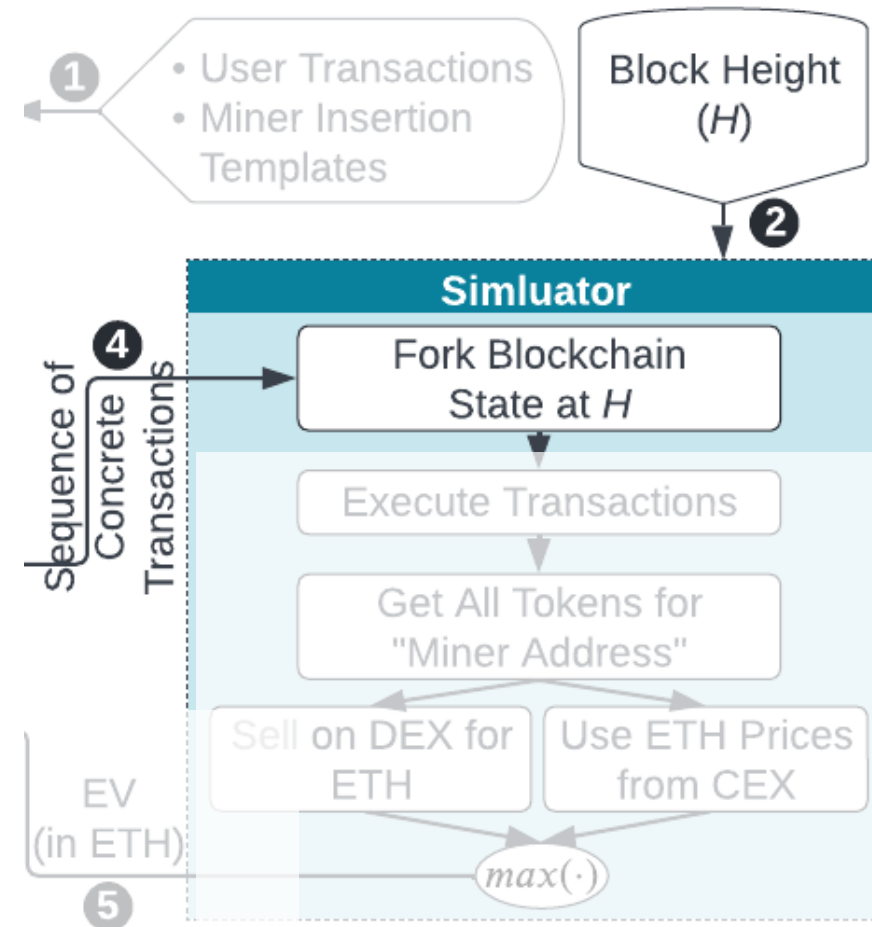 1
• User Transactions
• Miner Insertion
Templates
Block Height
(H)
2
Simluator
4
Sequence of
Concrete
Transactions
Fork Blockchain
State at H
Execute Transactions
Get All Tokens for
"Miner Address"
Sell on DEX for
ETH
Use ETH Prices
from CEX
EV
(in ETH)
max(·)
5